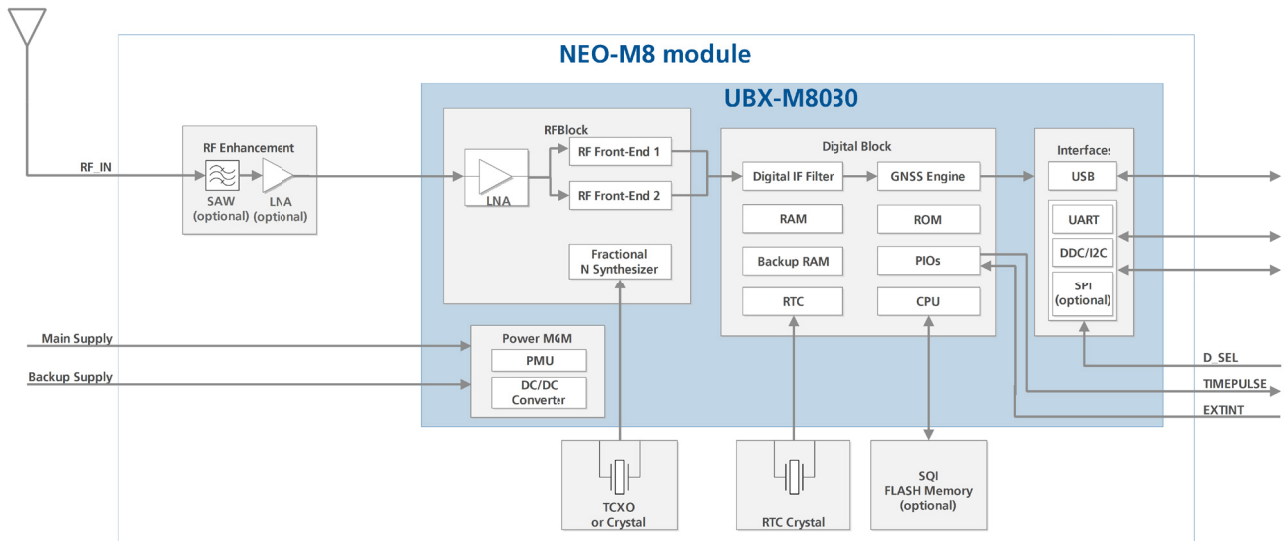 NEO-M8 module
UBX-M8030
RF_IN
RF Enhancement
SAW
(optional)
LNA
(optional)
RFBlock
LNA
RF Front-End 1
RF Front-End 2
Fractional
N Synthesizer
Digital Block
Digital IF Filter
GNSS Engine
RAM
ROM
Backup RAM
PIOs
RTC
CPU
Interfaces
USB
UART
DDC/I2C
SPI
(optional)
Main Supply
Backup Supply
Power MGM
PMU
DC/DC
Converter
D_SEL
TIMEPULSE
EXTINT
TCXO
or Crystal
RTC Crystal
SQI
FLASH Memory
(optional)